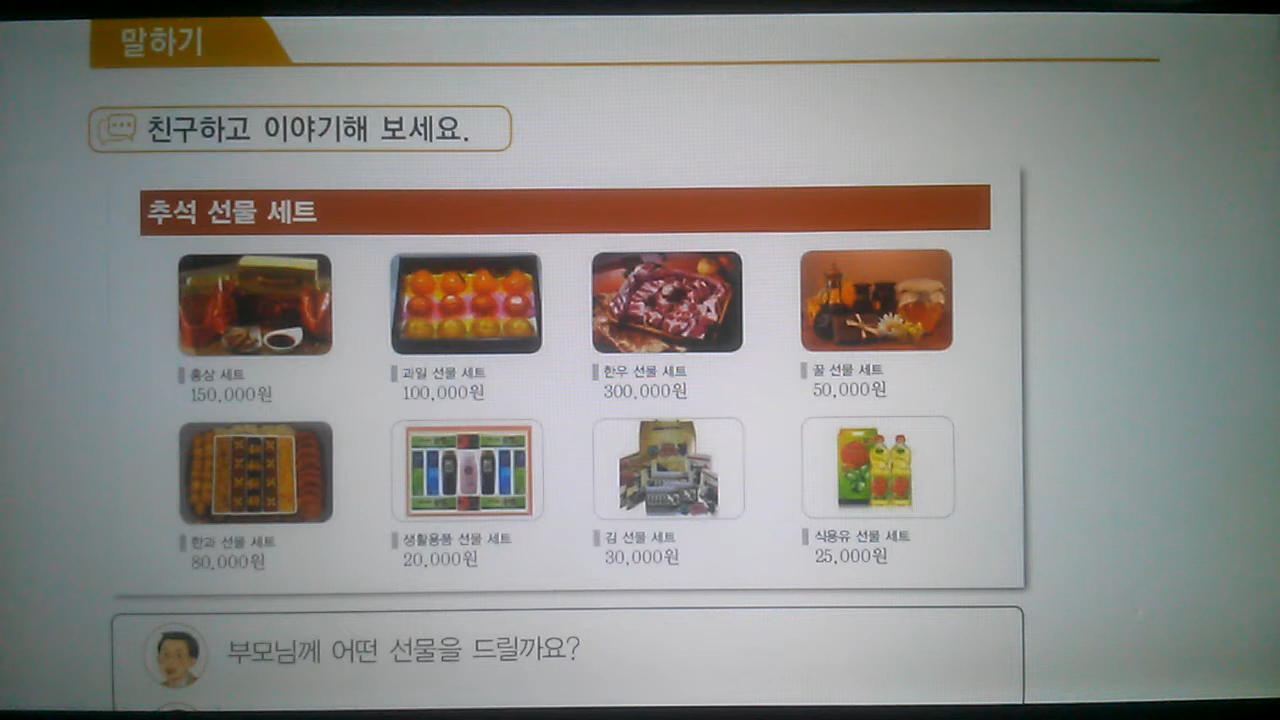 말하기
친구하고 이야기해 보세요.
추석 선물 세트
홍삼 세트
150,000원
과일 선물 세트
100,000원
한우 선물 세트
300,000원
꿀 선물 세트
50,000원
한과 선물 세트
80,000원
생활용품 선물 세트
20,000원
김 선물 세트
30,000원
식용유 선물 세트
25,000원
부모님께 어떤 선물을 드릴까요?